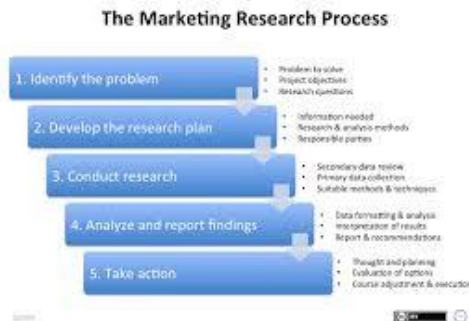 The Marketing Research Process
1. Identify the problem
• Problem to solve
• Project objectives
• Research questions
2. Develop the research plan
• Information needed
• Research & analysis methods
• Responsible parties
3. Conduct research
• Secondary data review
• Primary data collection
• Suitable methods & techniques
4. Analyze and report findings
• Data formatting & analysis
• Interpretation of results
• Report & recommendations
5. Take action
• Thought and planning
• Evaluation of options
• Course adjustment & execution